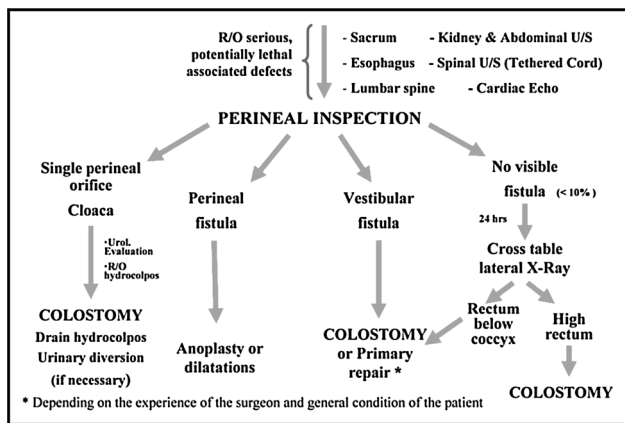 R/O serious,
potentially lethal
associated defects
- Sacrum - Kidney & Abdominal U/S
- Esophagus - Spinal U/S (Tethered Cord)
- Lumbar spine - Cardiac Echo
PERINEAL INSPECTION
Single perineal
orifice
Cloaca
•Urol.
Evaluation
•R/O
hydrocolpos
COLOSTOMY
Drain hydrocolpos
Urinary diversion
(if necessary)
Perineal
fistula
Anoplasty or
dilatations
Vestibular
fistula
COLOSTOMY
or Primary
repair *
No visible
fistula (< 10% )
24 hrs
Cross table
lateral X-Ray
Rectum
below
coccyx
High
rectum
COLOSTOMY
* Depending on the experience of the surgeon and general condition of the patient